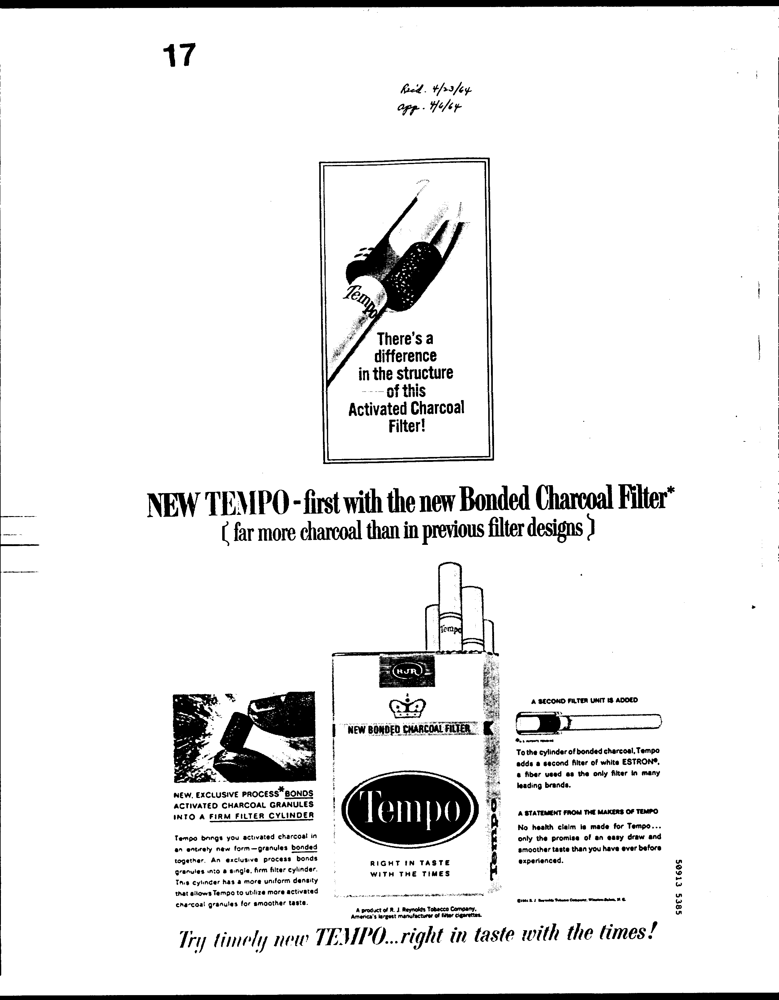 17
Rec'd. 4/23/64
app. 4/6/64
Tempo
There's a
difference
in the structure
of this
Activated Charcoal
Filter!
NEW TEMPO - first with the new Bonded Charcoal Filter*
( far more charcoal than in previous filter designs )
Tempo
RJR
NEW BONDED CHARCOAL FILTER
Tempo
Tempo
RIGHT IN TASTE
WITH THE TIMES
NEW, EXCLUSIVE PROCESS* BONDS
ACTIVATED CHARCOAL GRANULES
INTO A FIRM FILTER CYLINDER
Tempo brings you activated charcoal in
an entirely new form—granules bonded
together. An exclusive process bonds
granules into a single, firm filter cylinder.
This cylinder has a more uniform density
that allows Tempo to utilize more activated
charcoal granules for smoother taste.
A SECOND FILTER UNIT IS ADDED
To the cylinder of bonded charcoal, Tempo
adds a second filter of white ESTRON®,
a fiber used as the only filter in many
leading brands.
A STATEMENT FROM THE MAKERS OF TEMPO
No health claim is made for Tempo...
only the promise of an easy draw and
smoother taste than you have ever before
experienced.
©1964 R. J. Reynolds Tobacco Company, Winston-Salem, N. C.
A product of R. J. Reynolds Tobacco Company,
America's largest manufacturer of filter cigarettes.
Try timely new TEMPO...right in taste with the times!
50913 5385